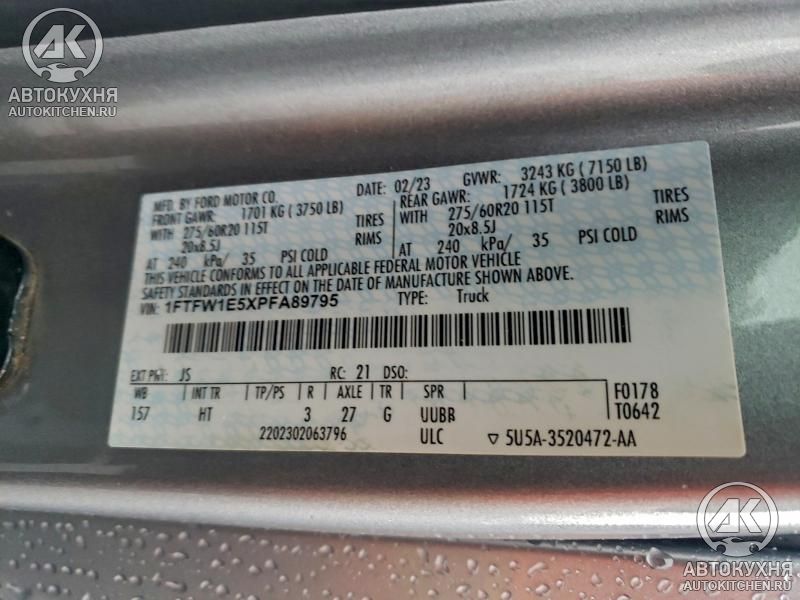 AK
АВТОКУХНЯ
AUTOKITCHEN.RU
MFD. BY FORD MOTOR CO.
DATE: 02/23 GVWR: 3243 KG ( 7150 LB)
FRONT GAWR: 1701 KG ( 3750 LB)
REAR GAWR: 1724 KG ( 3800 LB)
WITH 275/60R20 115T TIRES
WITH 275/60R20 115T TIRES
20x8.5J RIMS
20x8.5J RIMS
AT 240 kPa/ 35 PSI COLD
AT 240 kPa/ 35 PSI COLD
THIS VEHICLE CONFORMS TO ALL APPLICABLE FEDERAL MOTOR VEHICLE
SAFETY STANDARDS IN EFFECT ON THE DATE OF MANUFACTURE SHOWN ABOVE.
VIN: 1FTFW1E5XPFA89795 TYPE: Truck
EXT PNT: JS RC: 21 DSO:
WB INT TR TP/PS R AXLE TR SPR F0178
157 HT 3 27 G UUBB T0642
2202302063796 ULC ▽ 5U5A-3520472-AA
AK
АВТОКУХНЯ
AUTOKITCHEN.RU